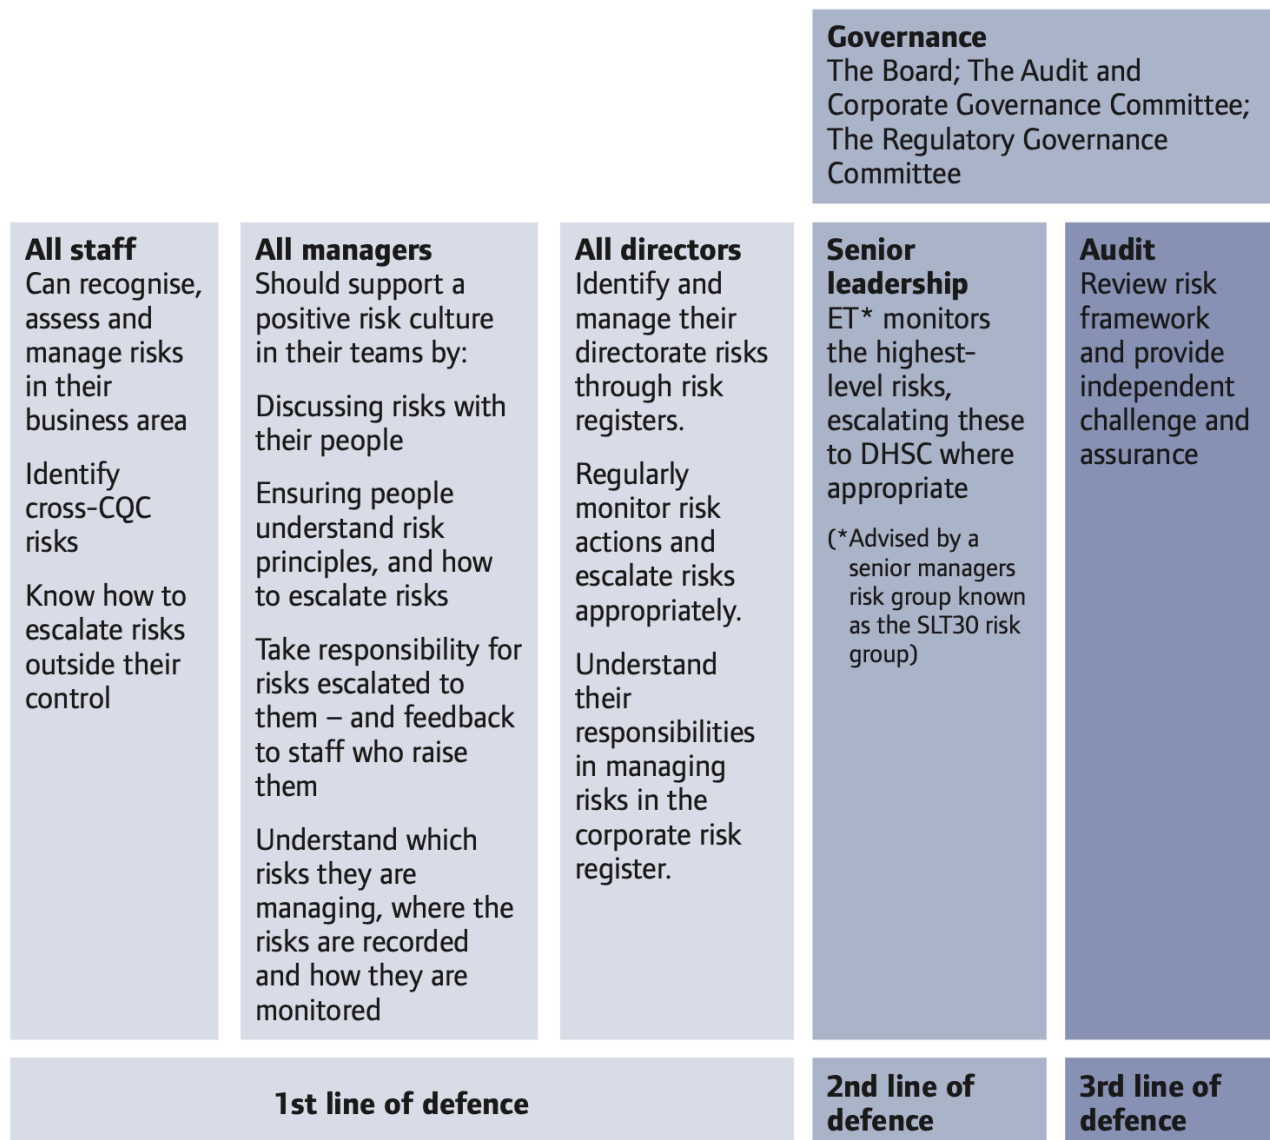 Governance
The Board; The Audit and
Corporate Governance Committee;
The Regulatory Governance
Committee
All staff
Can recognise,
assess and
manage risks
in their
business area
Identify
cross-CQC
risks
Know how to
escalate risks
outside their
control
All managers
Should support a
positive risk culture
in their teams by:
Discussing risks with
their people
Ensuring people
understand risk
principles, and how
to escalate risks
Take responsibility for
risks escalated to
them – and feedback
to staff who raise
them
Understand which
risks they are
managing, where the
risks are recorded
and how they are
monitored
All directors
Identify and
manage their
directorate risks
through risk
registers.
Regularly
monitor risk
actions and
escalate risks
appropriately.
Understand
their
responsibilities
in managing
risks in the
corporate risk
register.
Senior
leadership
ET* monitors
the highest-
level risks,
escalating these
to DHSC where
appropriate
(*Advised by a
senior managers
risk group known
as the SLT30 risk
group)
Audit
Review risk
framework
and provide
independent
challenge and
assurance
1st line of defence
2nd line of
defence
3rd line of
defence